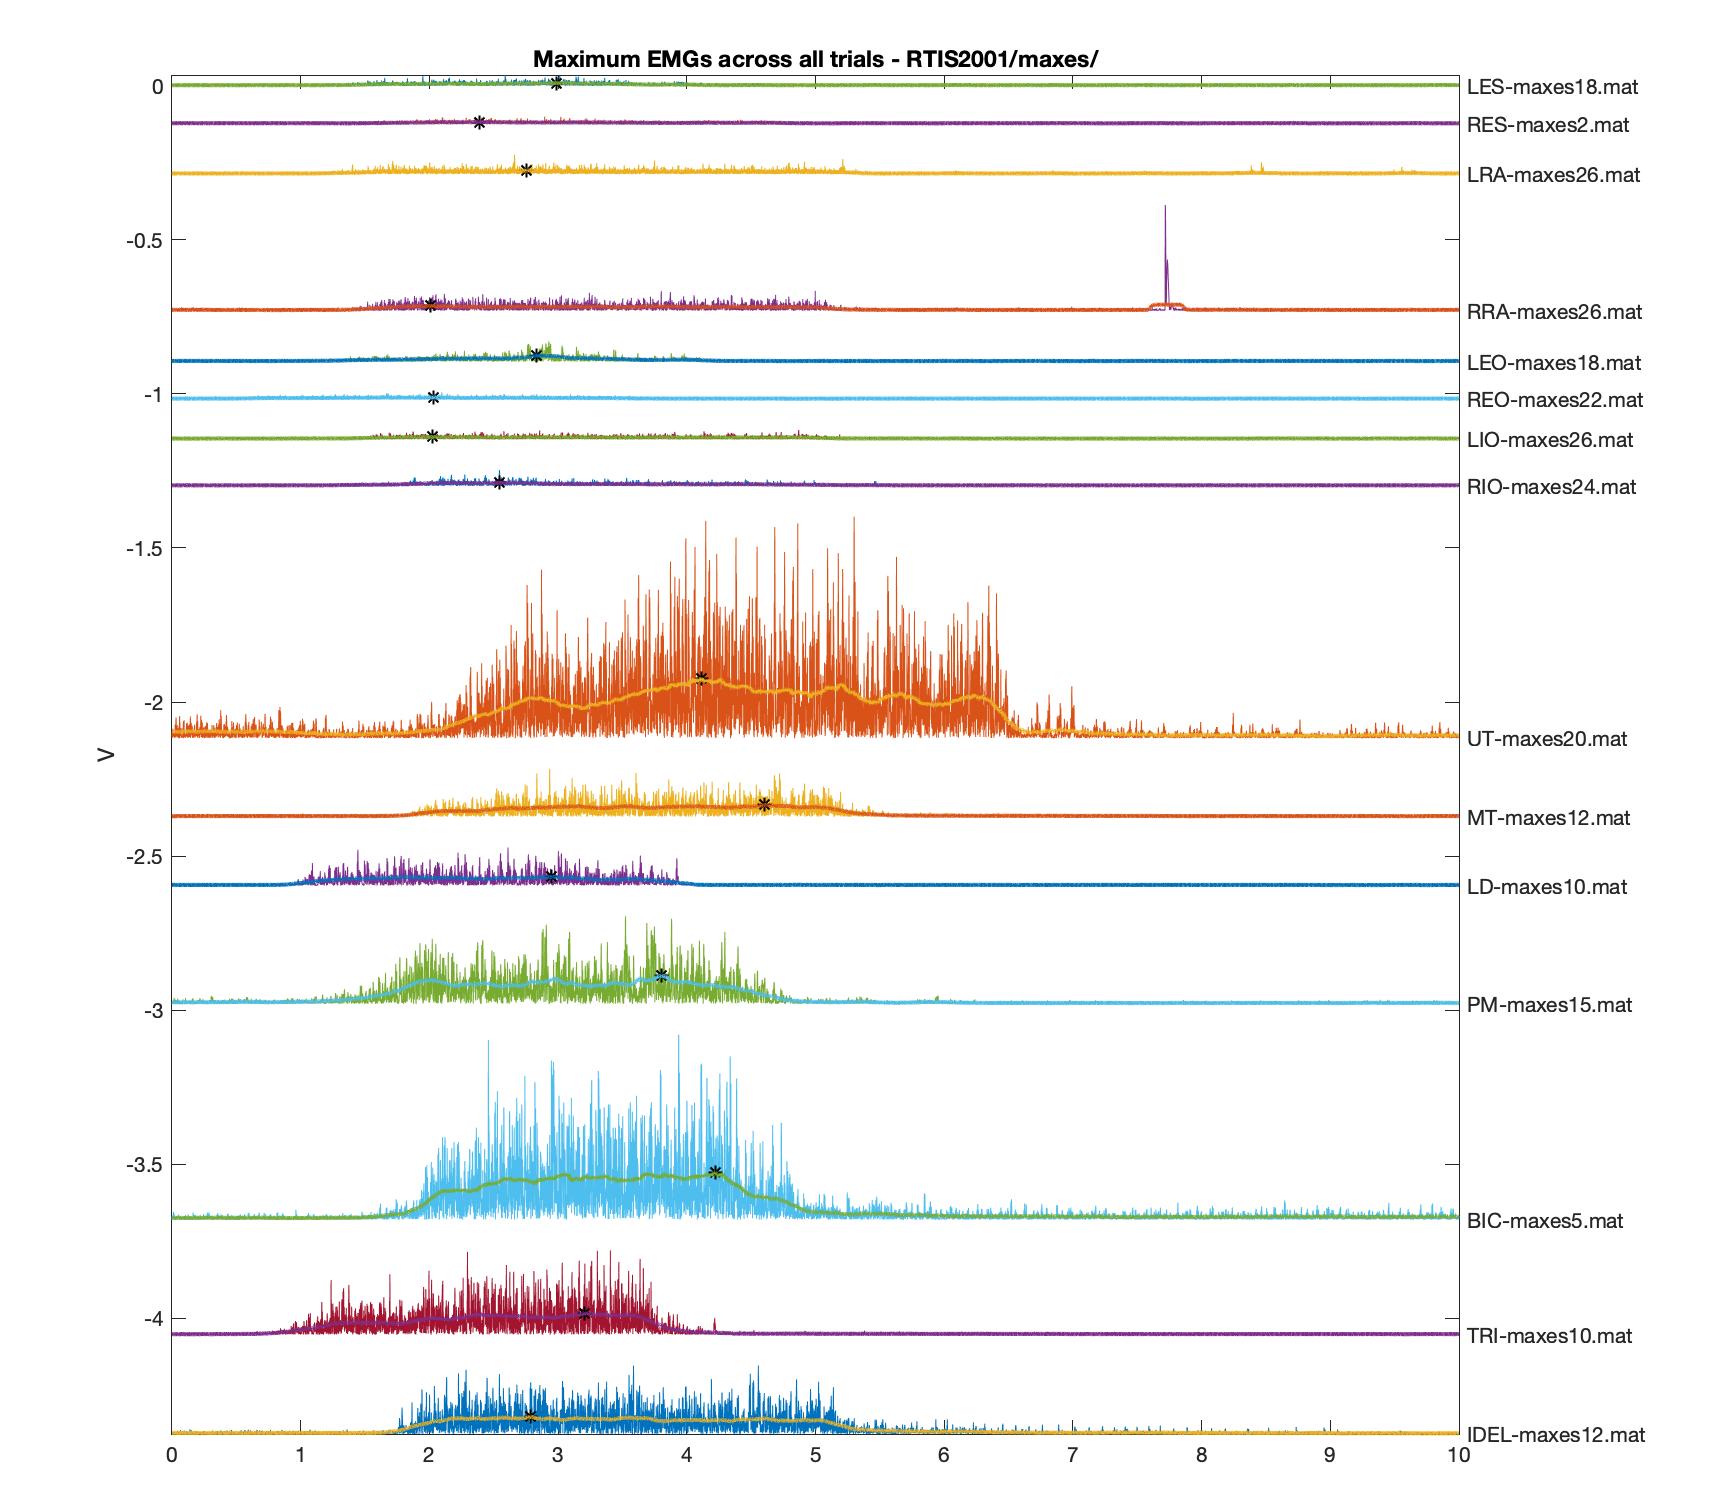 Maximum EMGs across all trials - RTIS2001/maxes/
0
LES-maxes18.mat
RES-maxes2.mat
LRA-maxes26.mat
-0.5
RRA-maxes26.mat
LEO-maxes18.mat
-1
REO-maxes22.mat
LIO-maxes26.mat
RIO-maxes24.mat
-1.5
-2
UT-maxes20.mat
V
MT-maxes12.mat
-2.5
LD-maxes10.mat
PM-maxes15.mat
-3
-3.5
BIC-maxes5.mat
-4
TRI-maxes10.mat
IDEL-maxes12.mat
0 1 2 3 4 5 6 7 8 9 10